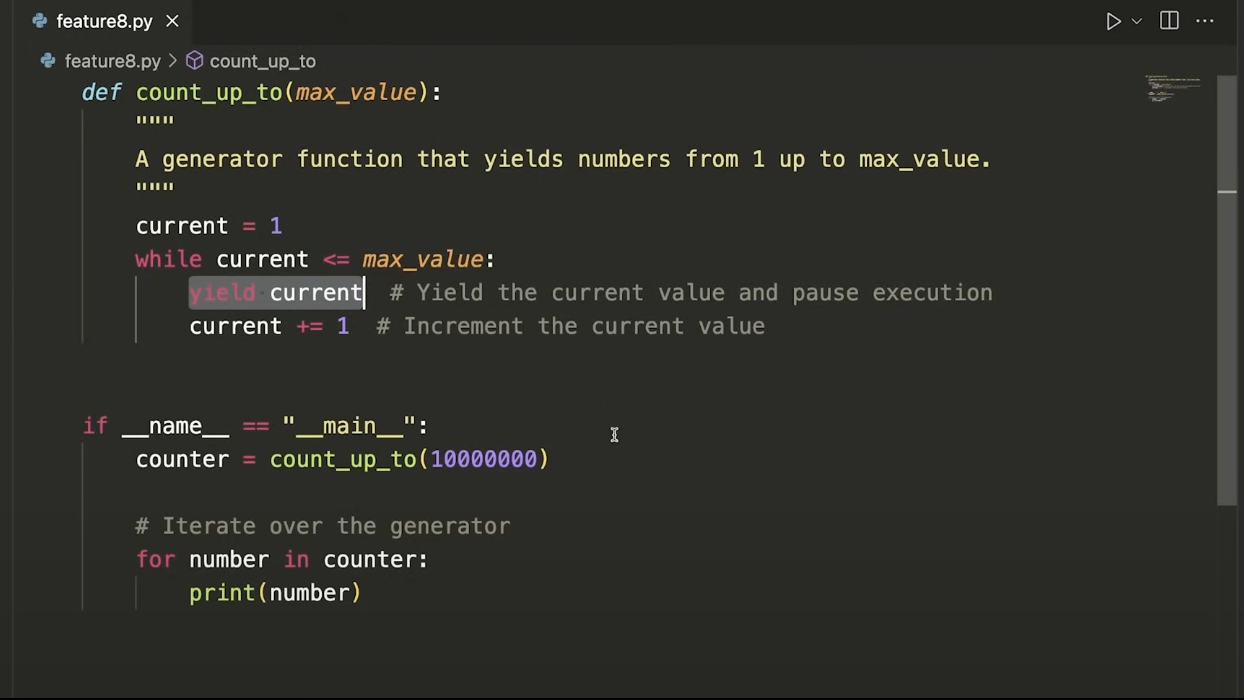 feature8.py
feature8.py > count_up_to
def count_up_to(max_value):
    """
    A generator function that yields numbers from 1 up to max_value.
    """
    current = 1
    while current <= max_value:
        yield current  # Yield the current value and pause execution
        current += 1  # Increment the current value
if __name__ == "__main__":
    counter = count_up_to(10000000)
    # Iterate over the generator
    for number in counter:
        print(number)